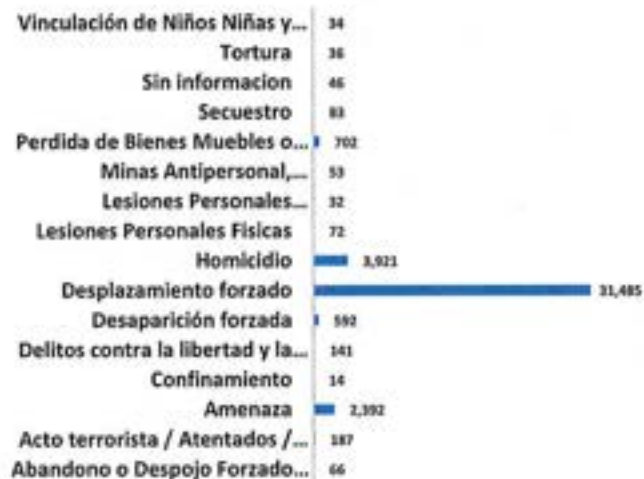 Vinculación de Niños Niñas y... 34
Tortura 36
Sin informacion 46
Secuestro 83
Perdida de Bienes Muebles o... 702
Minas Antipersonal,... 53
Lesiones Personales... 32
Lesiones Personales Fisicas 72
Homicidio 3,921
Desplazamiento forzado 31,485
Desaparición forzada 592
Delitos contra la libertad y la... 141
Confinamiento 14
Amenaza 2,392
Acto terrorista / Atentados /... 187
Abandono o Despojo Forzado... 66